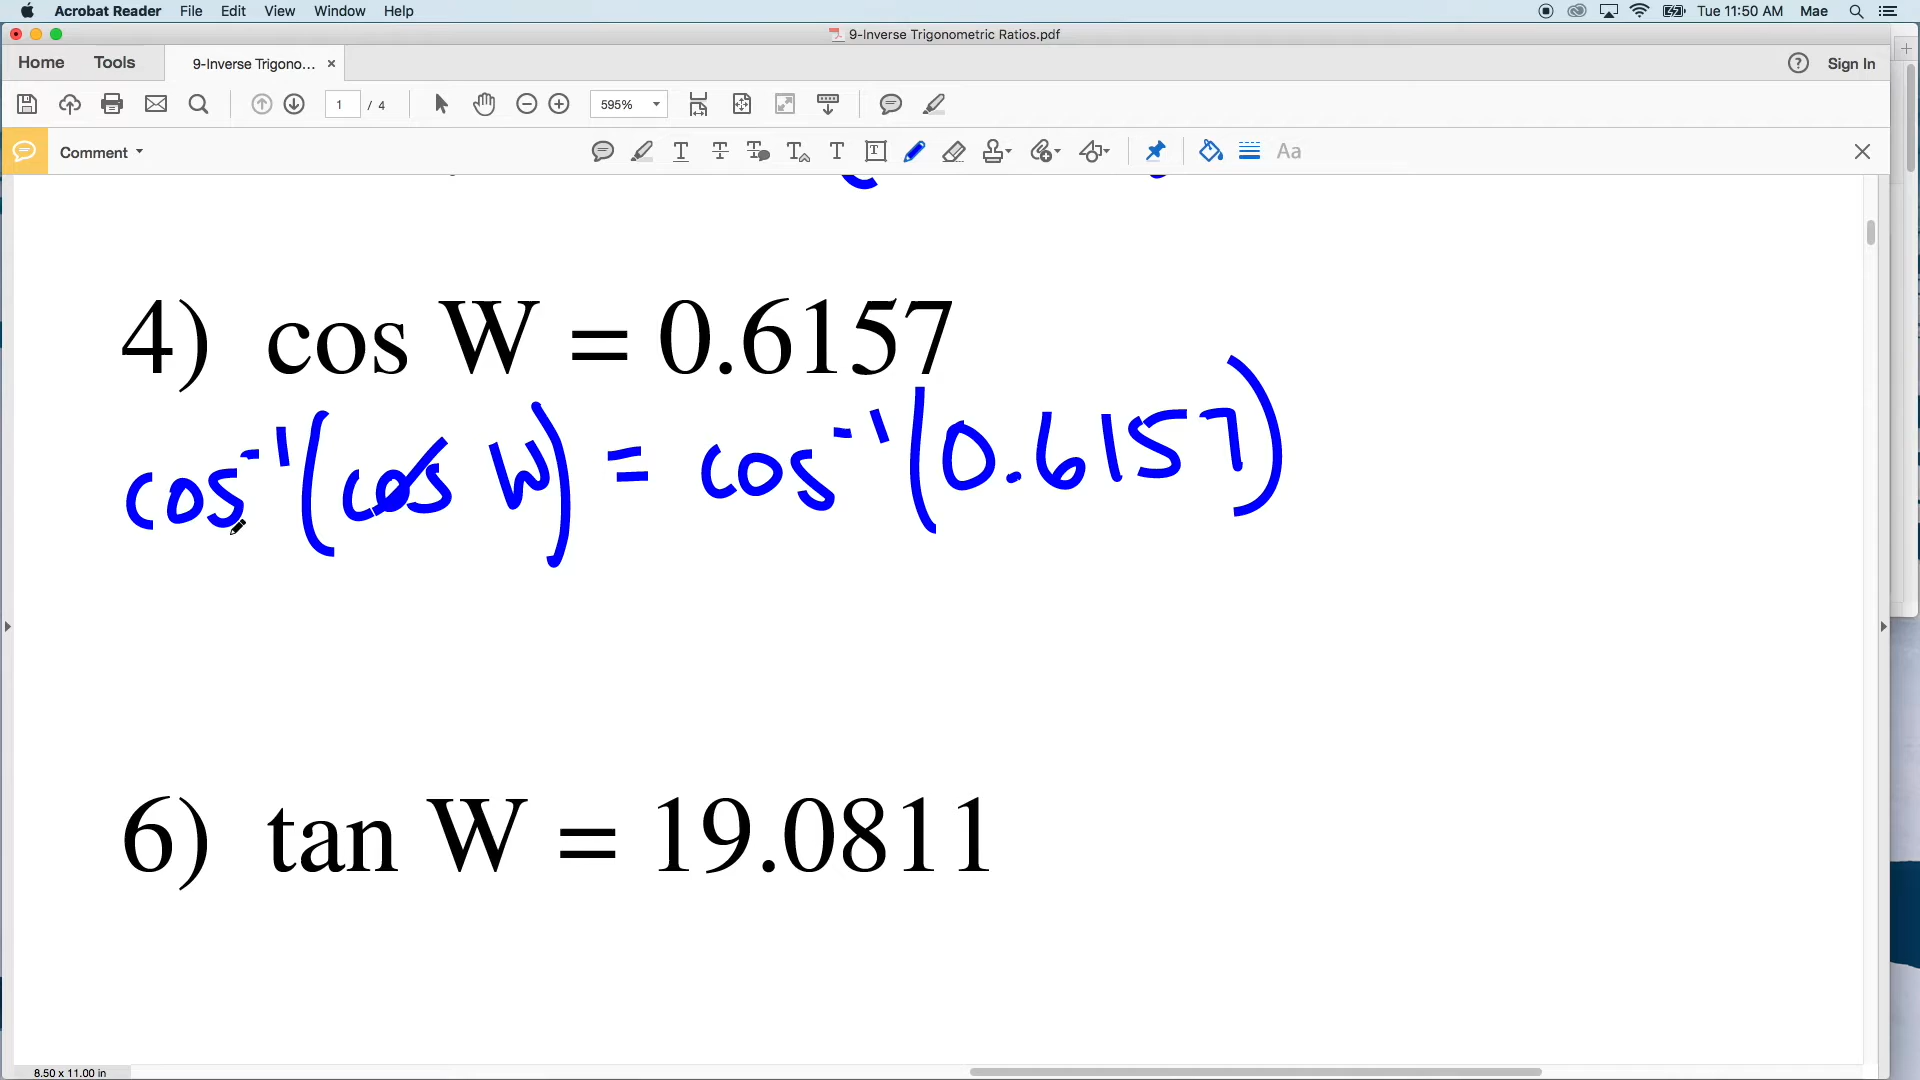 Acrobat Reader File Edit View Window Help Tue 11:50 AM Mae
9-Inverse Trigonometric Ratios.pdf
Home Tools 9-Inverse Trigono... × ? Sign In
1 / 4 595%
Comment T T T T T T Aa
4) cos W = 0.6157
cos⁻¹(cos W) = cos⁻¹(0.6157)
6) tan W = 19.0811
8.50 x 11.00 in